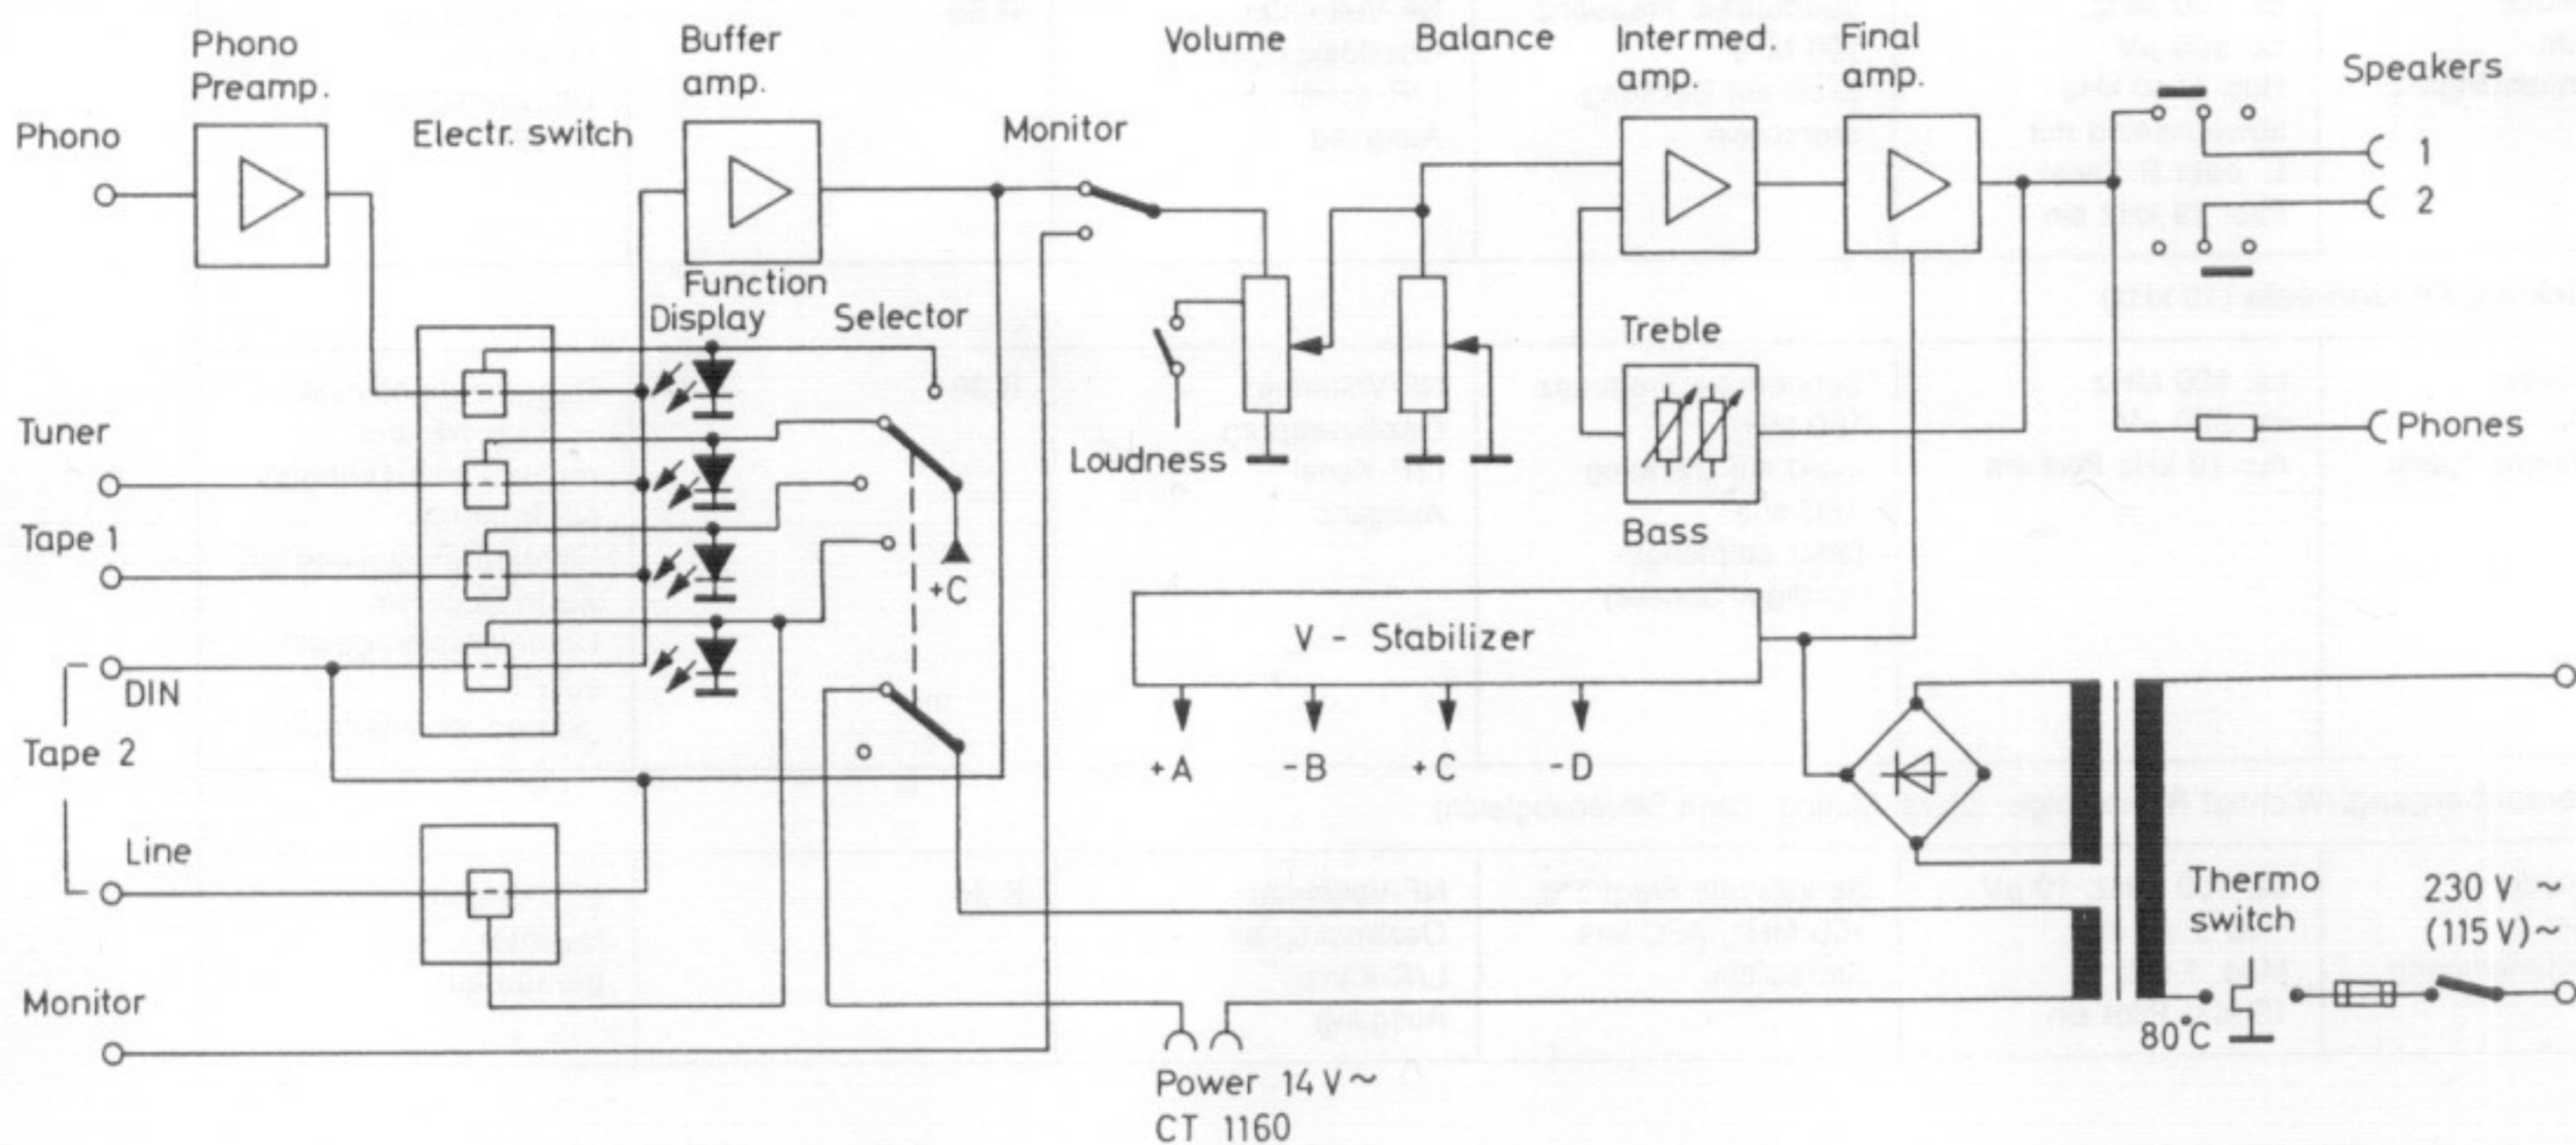 Phono
Preamp.
Buffer
amp.
Volume
Balance
Intermed.
amp.
Final
amp.
Speakers
Phono
Electr. switch
Monitor
1
2
Function
Display
Selector
Treble
Tuner
Loudness
Phones
Bass
Tape 1
+C
V - Stabilizer
DIN
Tape 2
+A
-B
+C
-D
Line
Thermo
switch
230 V ~
(115 V) ~
Monitor
80°C
Power 14 V ~
CT 1160